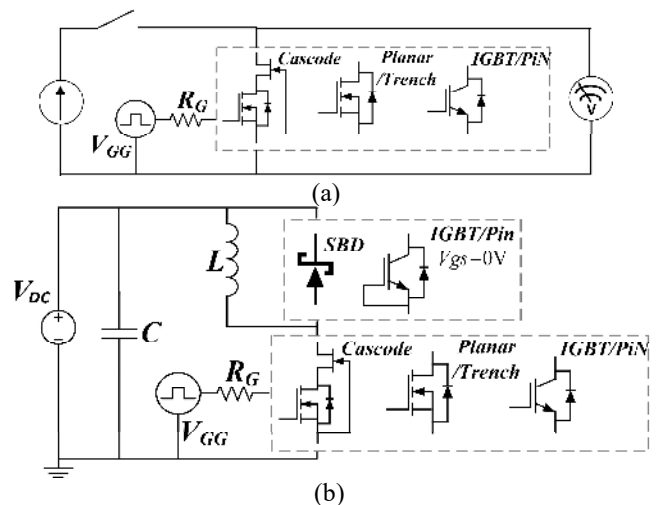 Cascode
Planar
/Trench
IGBT/PiN
R_G
V_GG
V
(a)
IGBT/Pin
SBD
Vgs−0V
L
V_DC
C
Cascode
Planar
/Trench
IGBT/PiN
R_G
V_GG
(b)